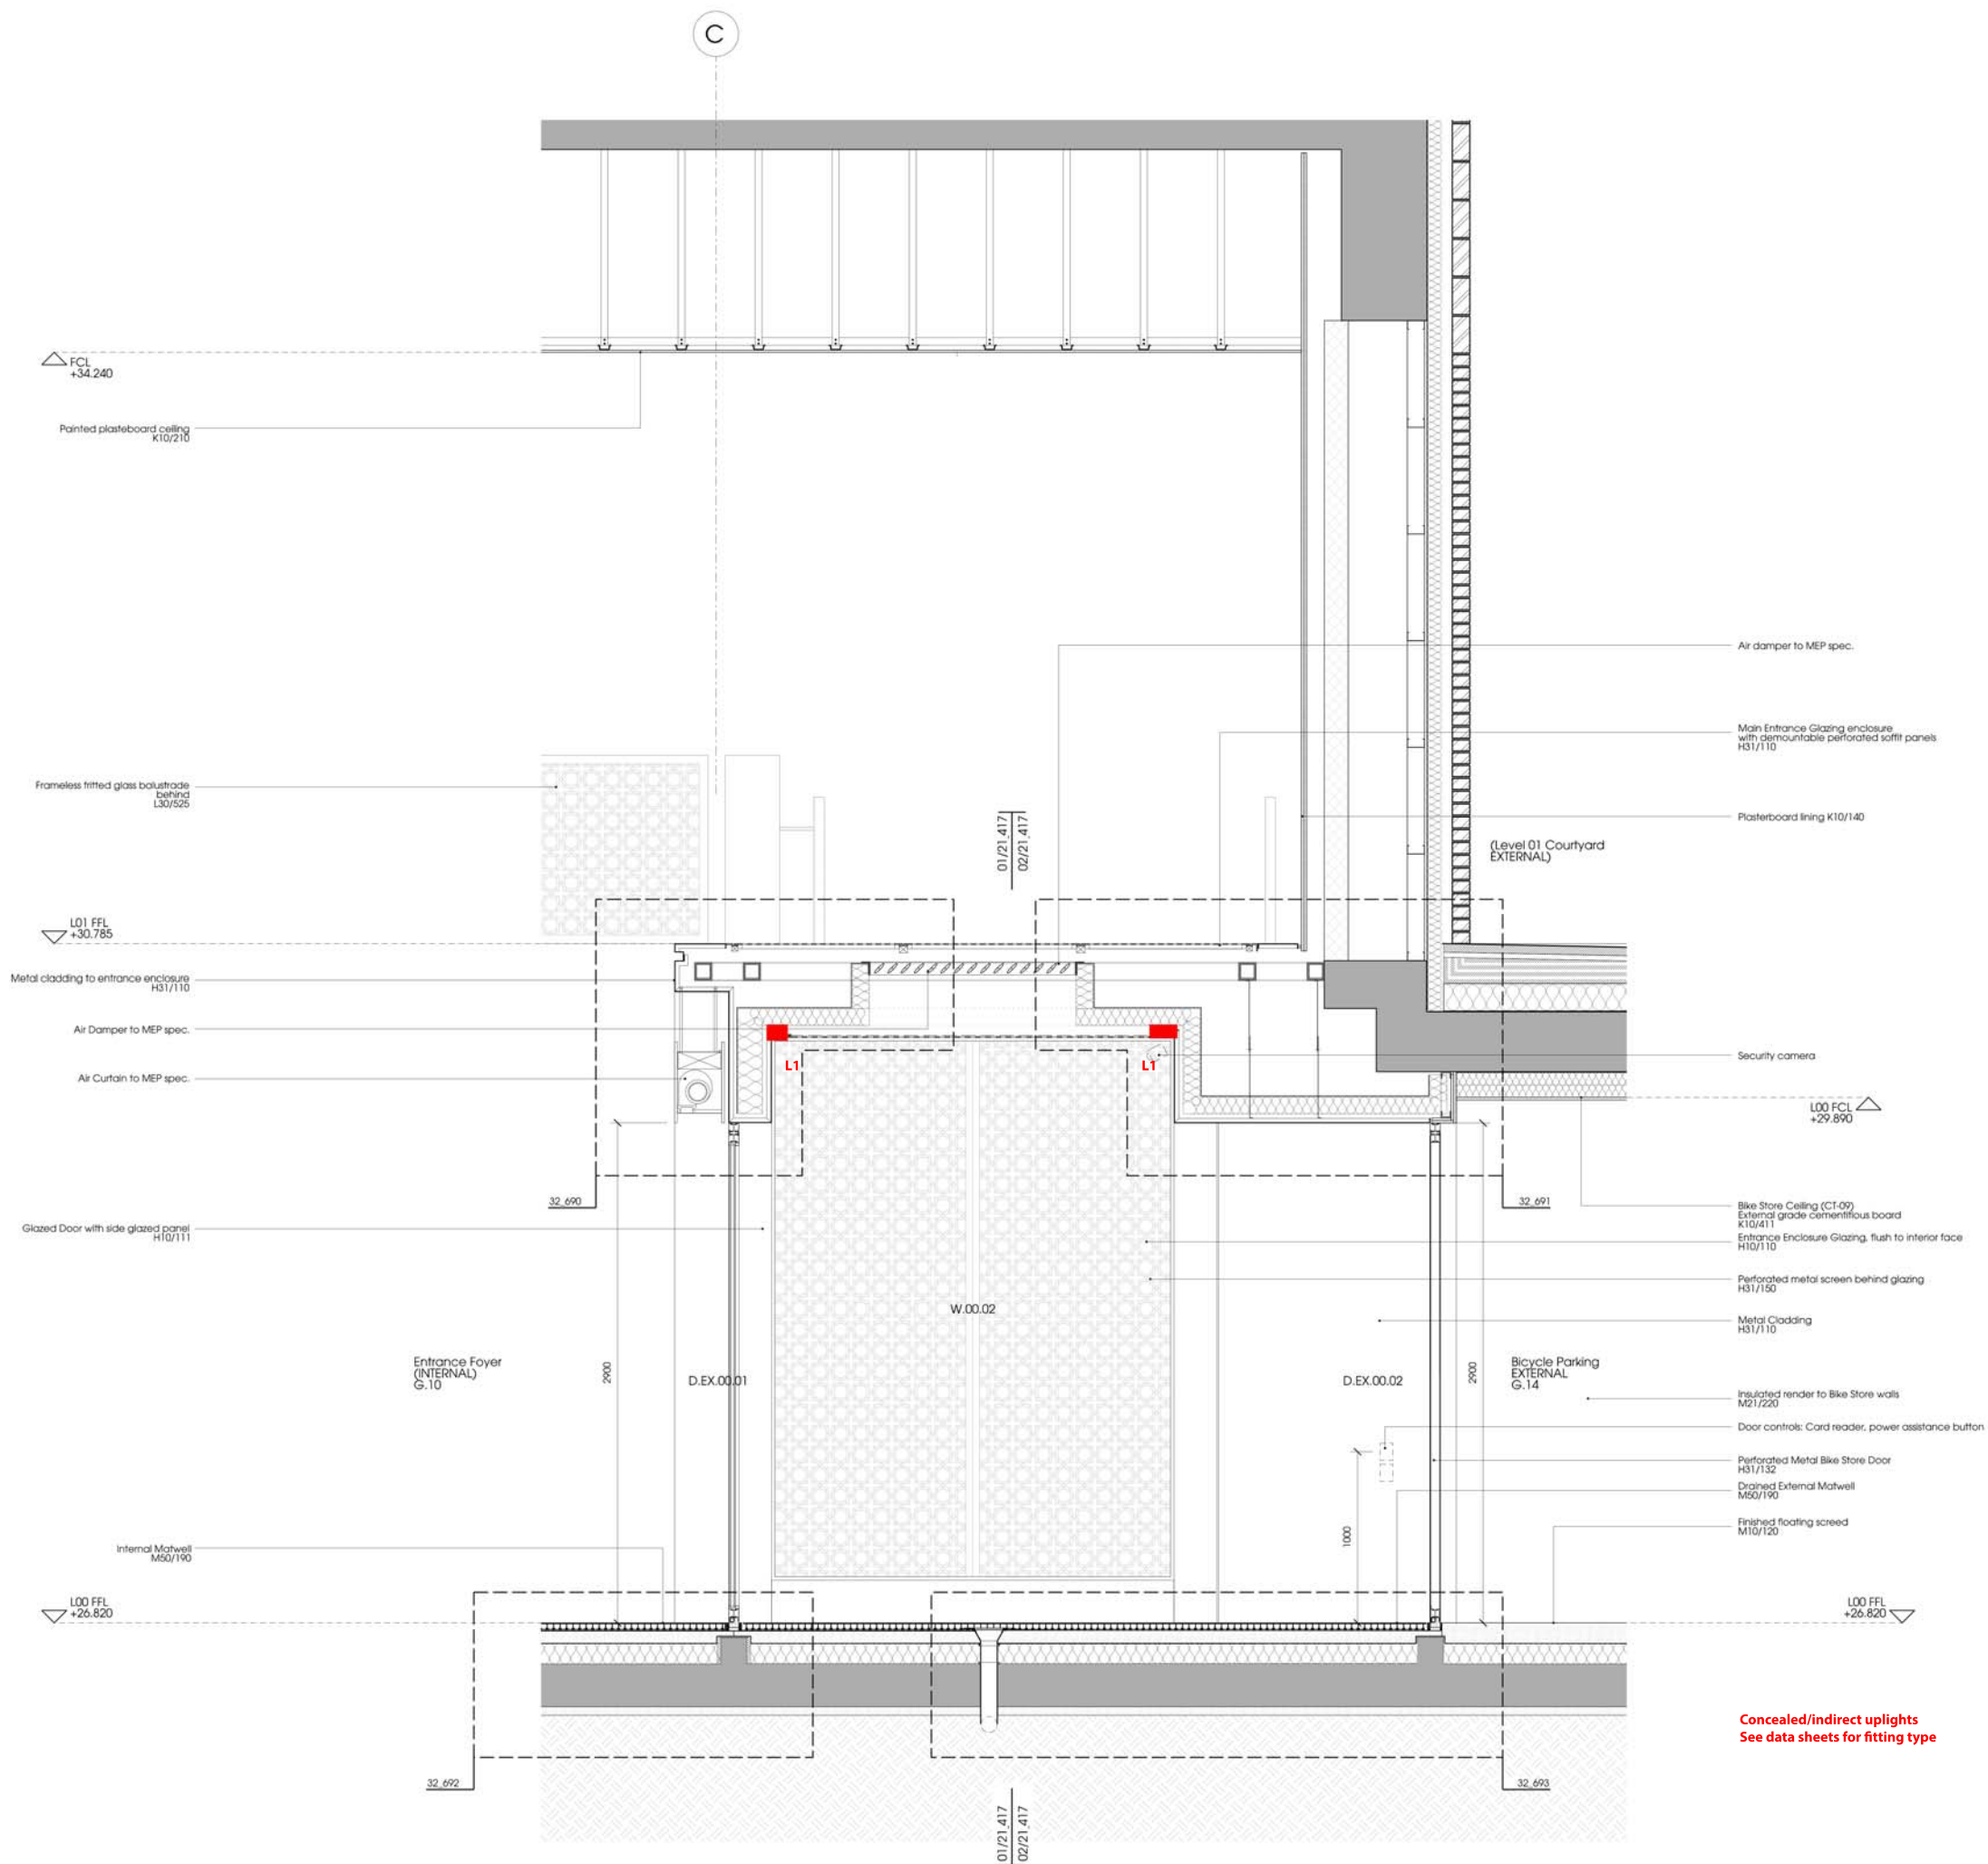 C
FCL
+34.240
Painted plasteboard ceiling
K10/210
Air damper to MEP spec.
Main Entrance Glazing enclosure
with demountable perforated soffit panels
H31/110
Frameless fritted glass balustrade
behind
L30/525
01/21_417
02/21_417
Plasterboard lining K10/140
(Level 01 Courtyard
EXTERNAL)
L01 FFL
+30.785
Metal cladding to entrance enclosure
H31/110
Air Damper to MEP spec.
Air Curtain to MEP spec.
L1
L1
Security camera
L00 FCL
+29.890
32_690
32_691
Glazed Door with side glazed panel
H10/111
Bike Store Ceiling (CT-09)
External grade cementitious board
K10/411
Entrance Enclosure Glazing, flush to interior face
H10/110
Perforated metal screen behind glazing
H31/150
W.00.02
Metal Cladding
H31/110
Entrance Foyer
(INTERNAL)
G.10
2900
D.EX.00.01
D.EX.00.02
2900
Bicycle Parking
EXTERNAL
G.14
Insulated render to Bike Store walls
M21/220
Door controls: Card reader, power assistance button
Perforated Metal Bike Store Door
H31/132
Drained External Matwell
M50/190
1000
Finished floating screed
M10/120
Internal Matwell
M50/190
L00 FFL
+26.820
L00 FFL
+26.820
Concealed/indirect uplights
See data sheets for fitting type
32_692
32_693
01/21_417
02/21_417